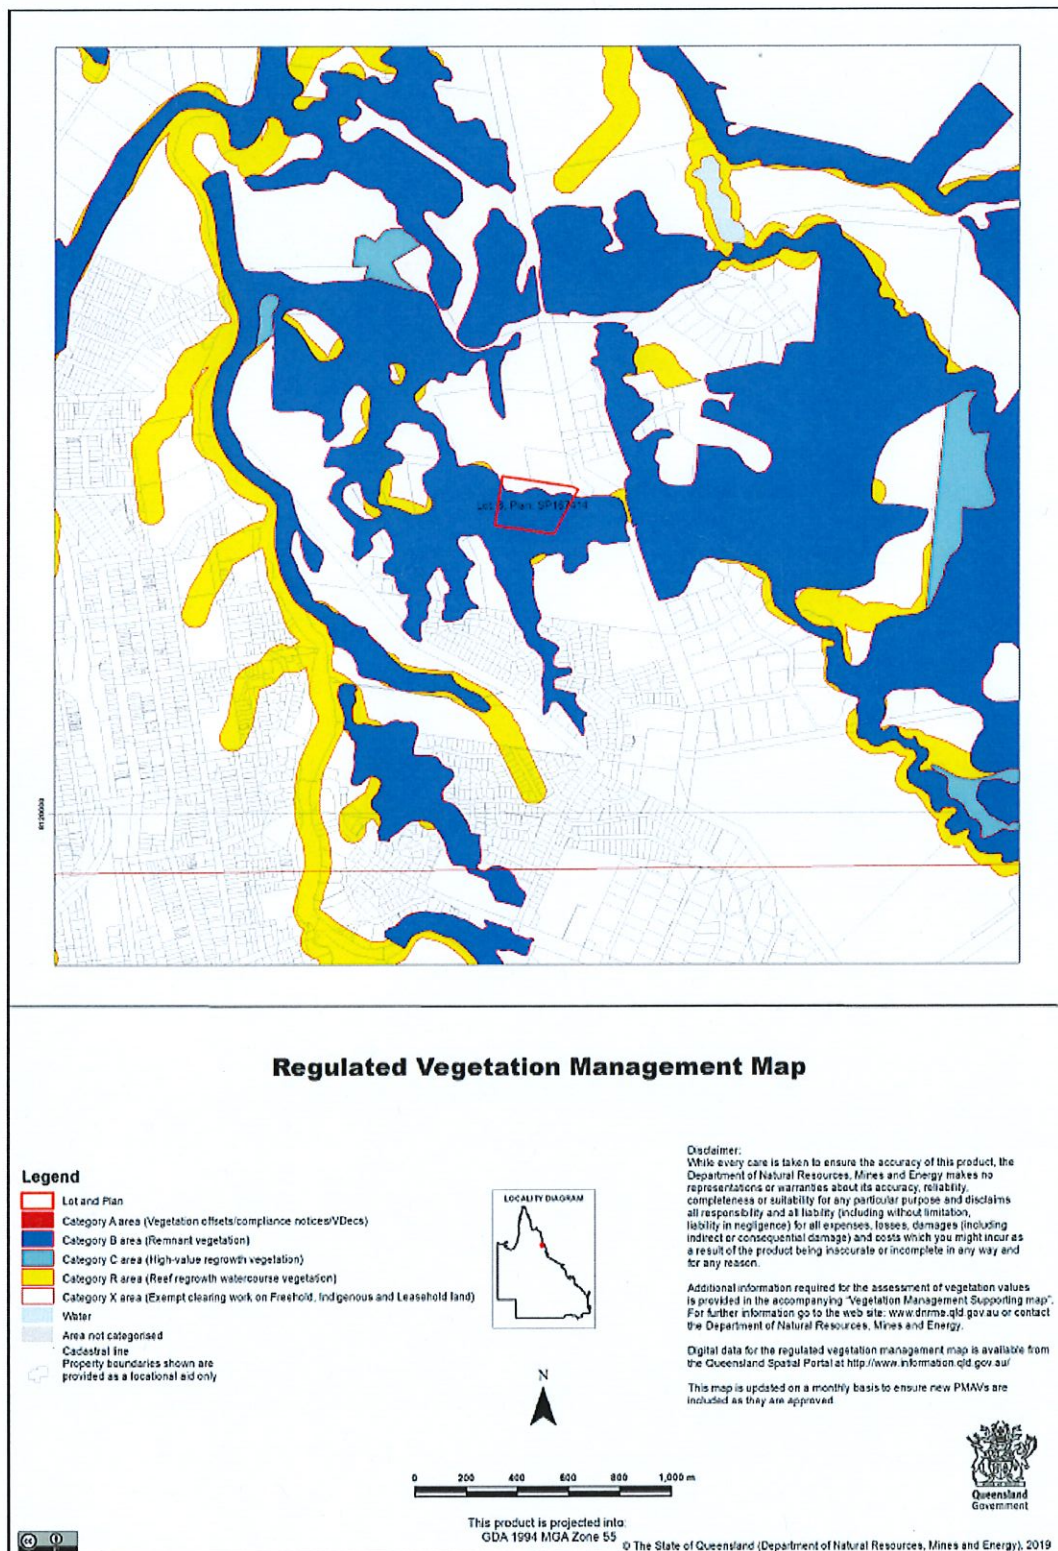 Lot: 5, Plan: SP167414
8120000
Regulated Vegetation Management Map
Legend
Lot and Plan
Category A area (Vegetation offsets/compliance notices/VDecs)
Category B area (Remnant vegetation)
Category C area (High-value regrowth vegetation)
Category R area (Reef regrowth watercourse vegetation)
Category X area (Exempt clearing work on Freehold, Indigenous and Leasehold land)
Water
Area not categorised
Cadastral line
Property boundaries shown are
provided as a locational aid only
LOCALITY DIAGRAM
N
0 200 400 600 800 1,000 m
This product is projected into:
GDA 1994 MGA Zone 55
Disclaimer:
While every care is taken to ensure the accuracy of this product, the
Department of Natural Resources, Mines and Energy makes no
representations or warranties about its accuracy, reliability,
completeness or suitability for any particular purpose and disclaims
all responsibility and all liability (including without limitation,
liability in negligence) for all expenses, losses, damages (including
indirect or consequential damage) and costs which you might incur as
a result of the product being inaccurate or incomplete in any way and
for any reason.
Additional information required for the assessment of vegetation values
is provided in the accompanying "Vegetation Management Supporting map".
For further information go to the web site: www.dnrme.qld.gov.au or contact
the Department of Natural Resources, Mines and Energy.
Digital data for the regulated vegetation management map is available from
the Queensland Spatial Portal at http://www.information.qld.gov.au/
This map is updated on a monthly basis to ensure new PMAVs are
included as they are approved
Queensland
Government
© The State of Queensland (Department of Natural Resources, Mines and Energy), 2019
cc